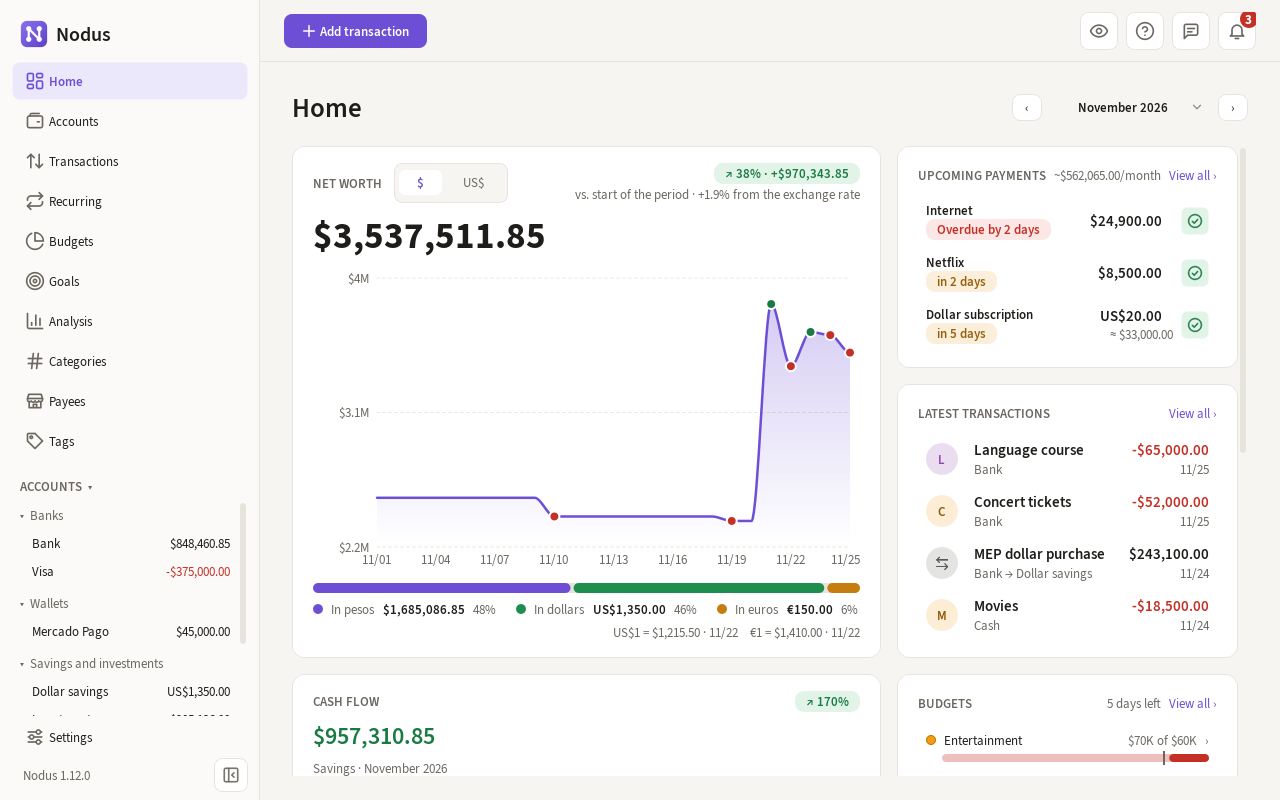 Nodus
Home
Accounts
Transactions
Recurring
Budgets
Goals
Analysis
Categories
Payees
Tags
ACCOUNTS
Banks
Bank $848,460.85
Visa -$375,000.00
Wallets
Mercado Pago $45,000.00
Savings and investments
Dollar savings US$1,350.00
Settings
Nodus 1.12.0
+ Add transaction
3
Home
‹ November 2026 ›
NET WORTH $ US$
↗ 38% · +$970,343.85
vs. start of the period · +1.9% from the exchange rate
$3,537,511.85
$4M
$3.1M
$2.2M
11/01 11/04 11/07 11/10 11/13 11/16 11/19 11/22 11/25
In pesos $1,685,086.85 48% In dollars US$1,350.00 46% In euros €150.00 6%
US$1 = $1,215.50 · 11/22 €1 = $1,410.00 · 11/22
CASH FLOW ↗ 170%
$957,310.85
Savings · November 2026
UPCOMING PAYMENTS ~$562,065.00/month View all ›
Internet
Overdue by 2 days
$24,900.00
Netflix
in 2 days
$8,500.00
Dollar subscription
in 5 days
US$20.00
≈ $33,000.00
LATEST TRANSACTIONS View all ›
L
Language course -$65,000.00
Bank 11/25
C
Concert tickets -$52,000.00
Bank 11/25
MEP dollar purchase $243,100.00
Bank → Dollar savings 11/24
M
Movies -$18,500.00
Cash 11/24
BUDGETS 5 days left View all ›
Entertainment $70K of $60K ›